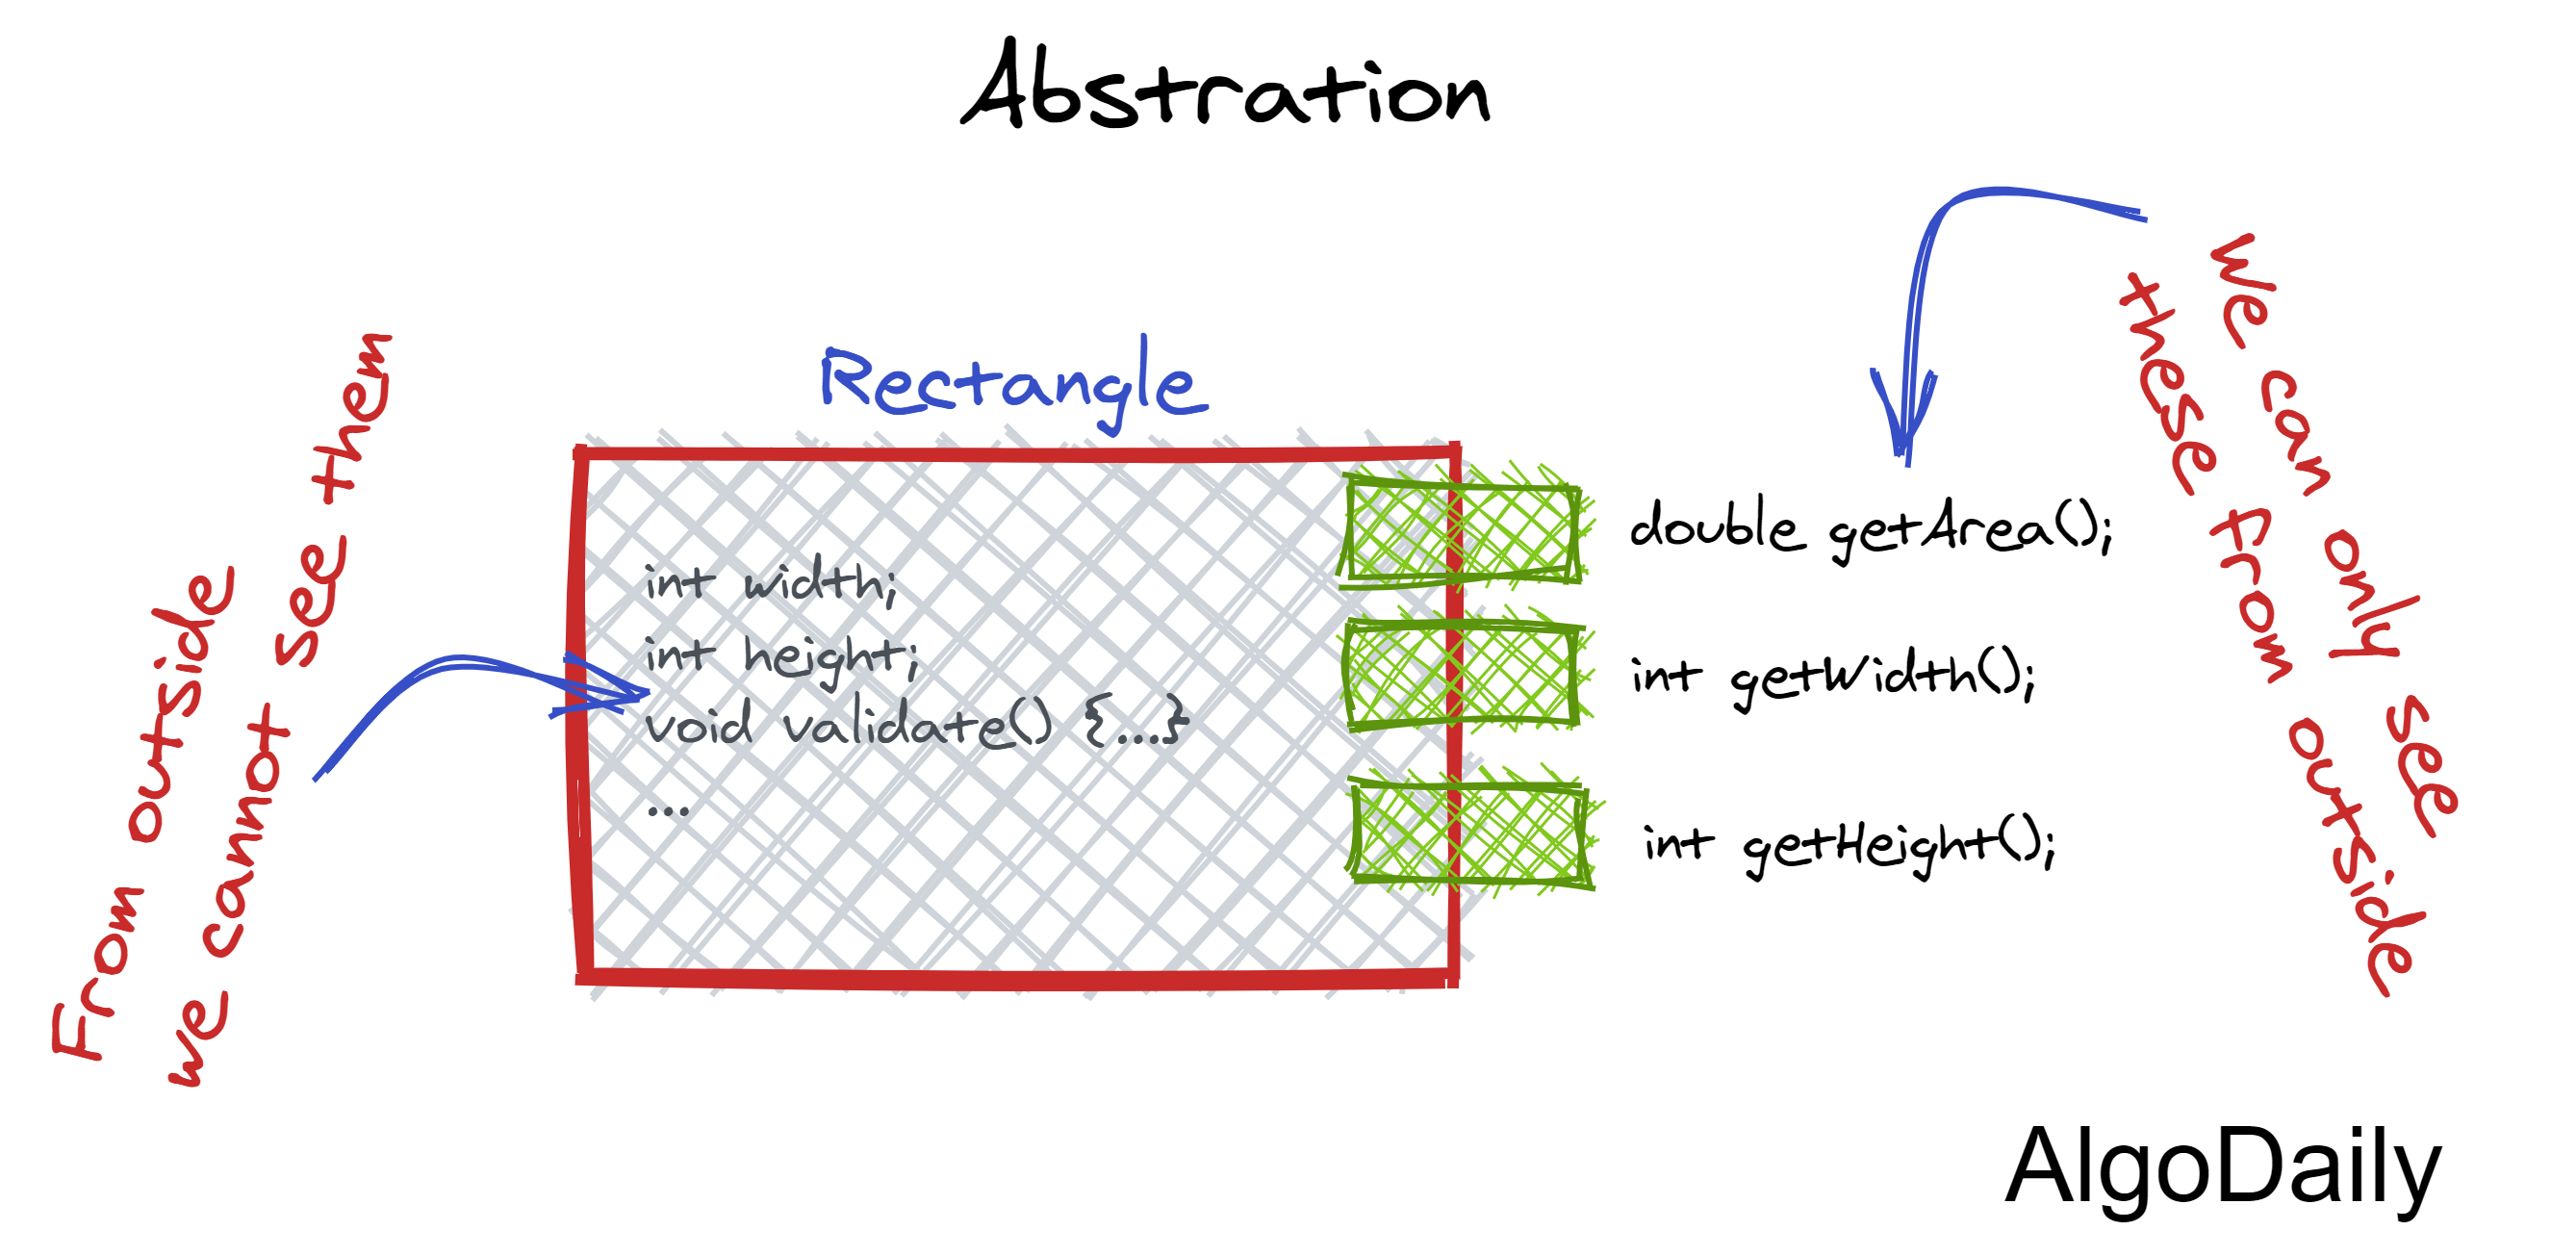 Abstration
Rectangle
From outside
we cannot see them
int width;
int height;
void validate() {...}
...
double getArea();
int getWidth();
int getHeight();
We can only see
these from outside
AlgoDaily